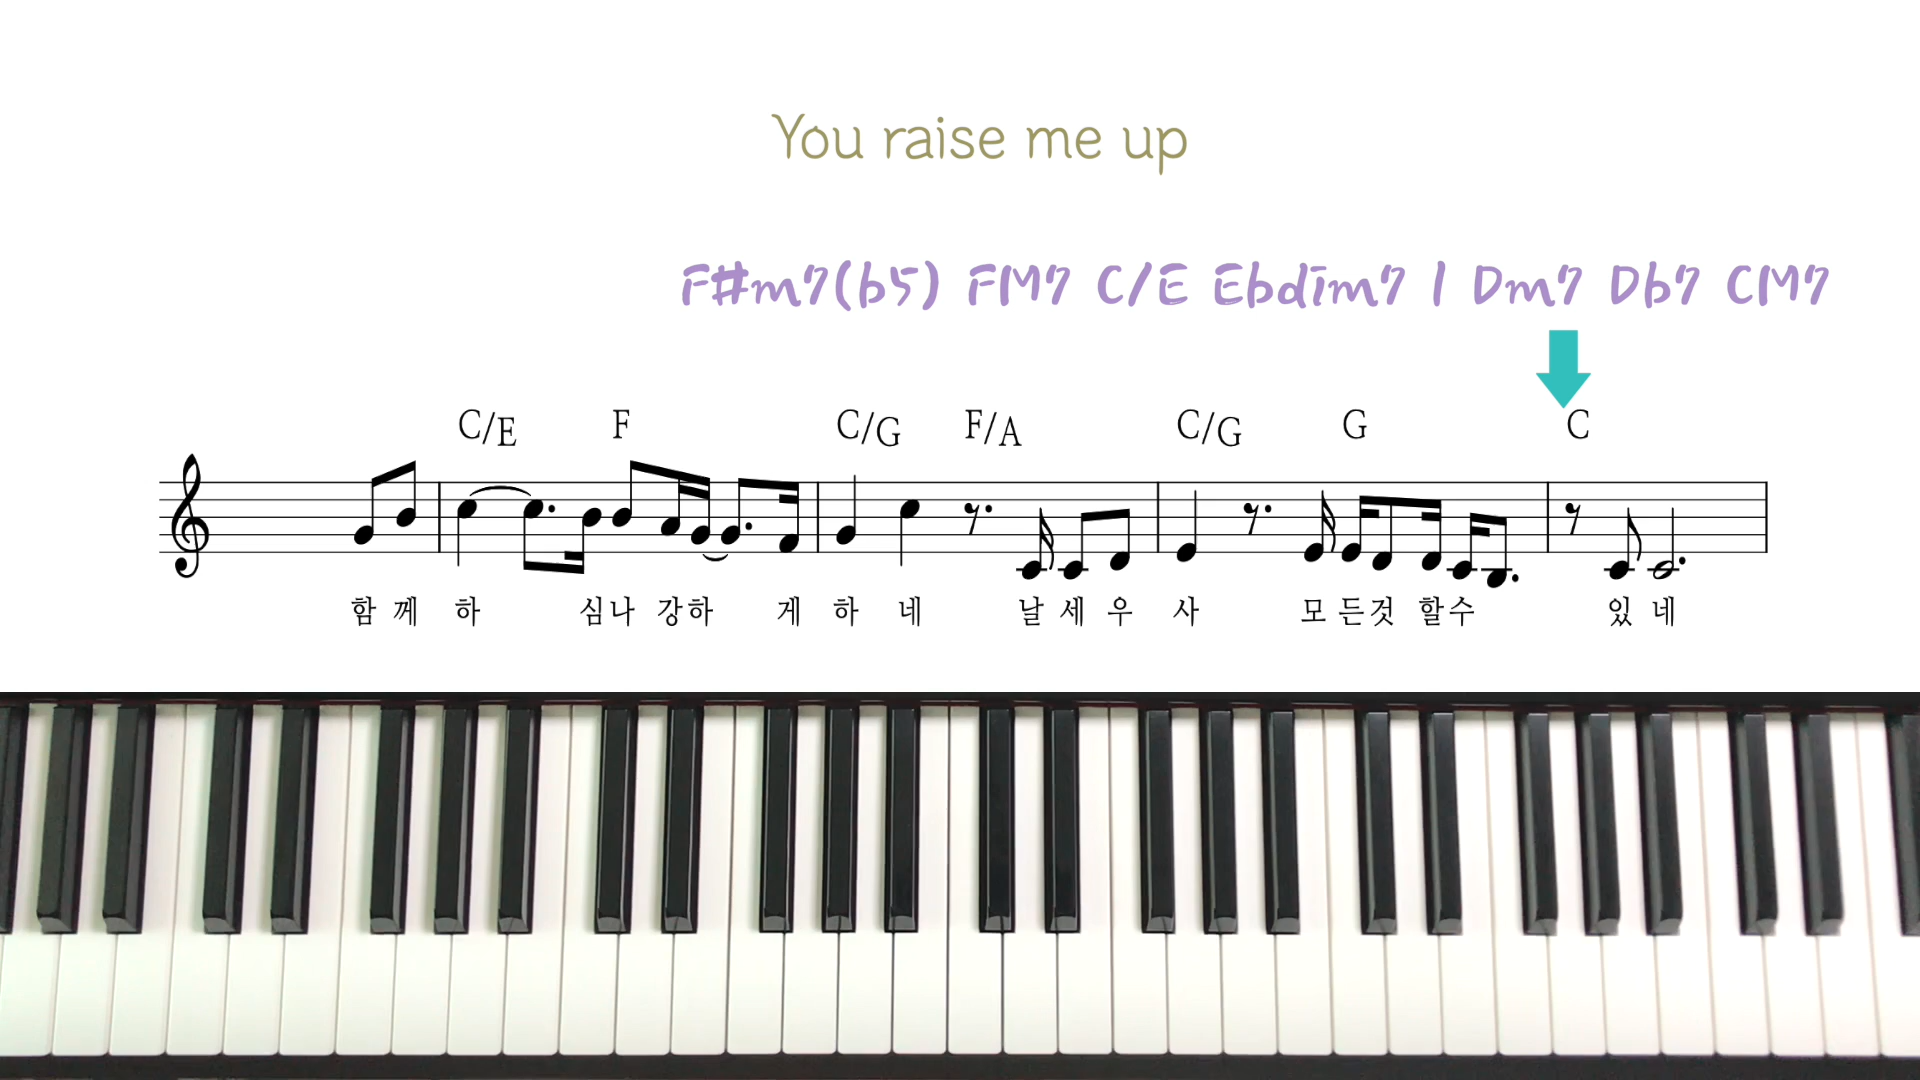 You raise me up
F#m7(b5) FM7 C/E Ebdim7 | Dm7 Db7 CM7
C/E F C/G F/A C/G G C
함 께 하 심나 강하 게 하 네 날 세 우 사 모 든것 할수 있 네